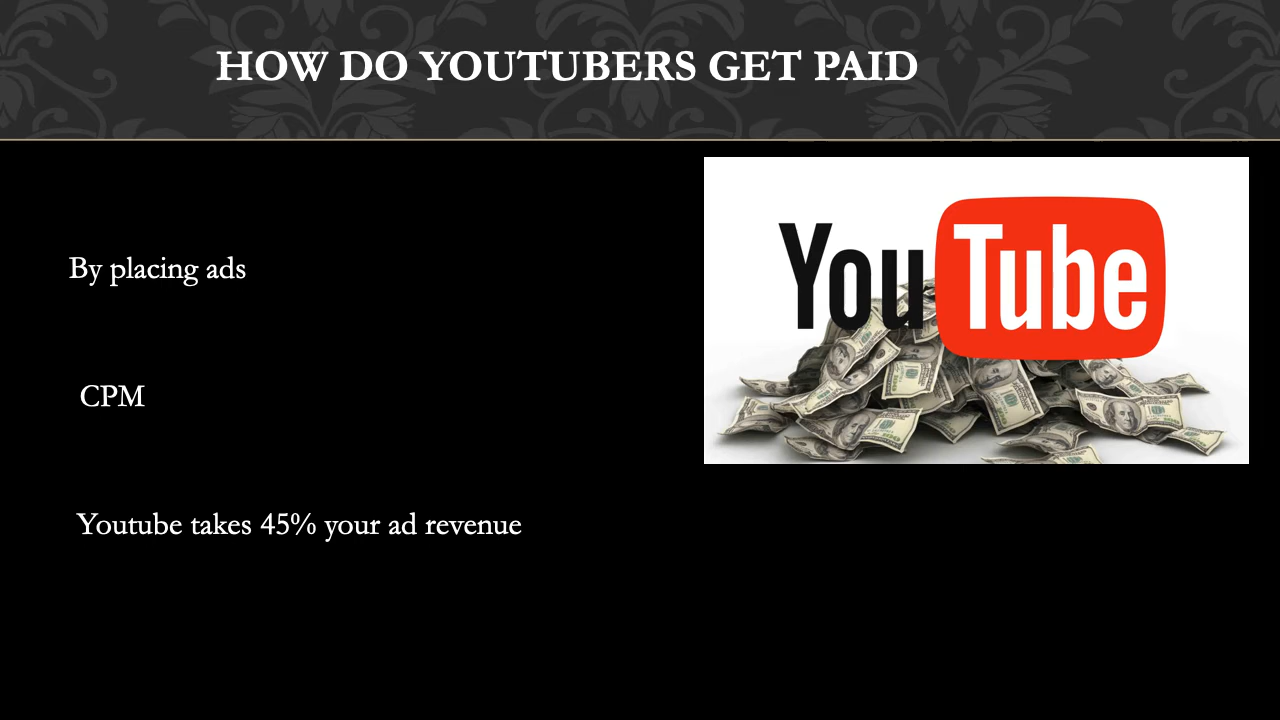 HOW DO YOUTUBERS GET PAID
By placing ads
CPM
Youtube takes 45% your ad revenue
YouTube